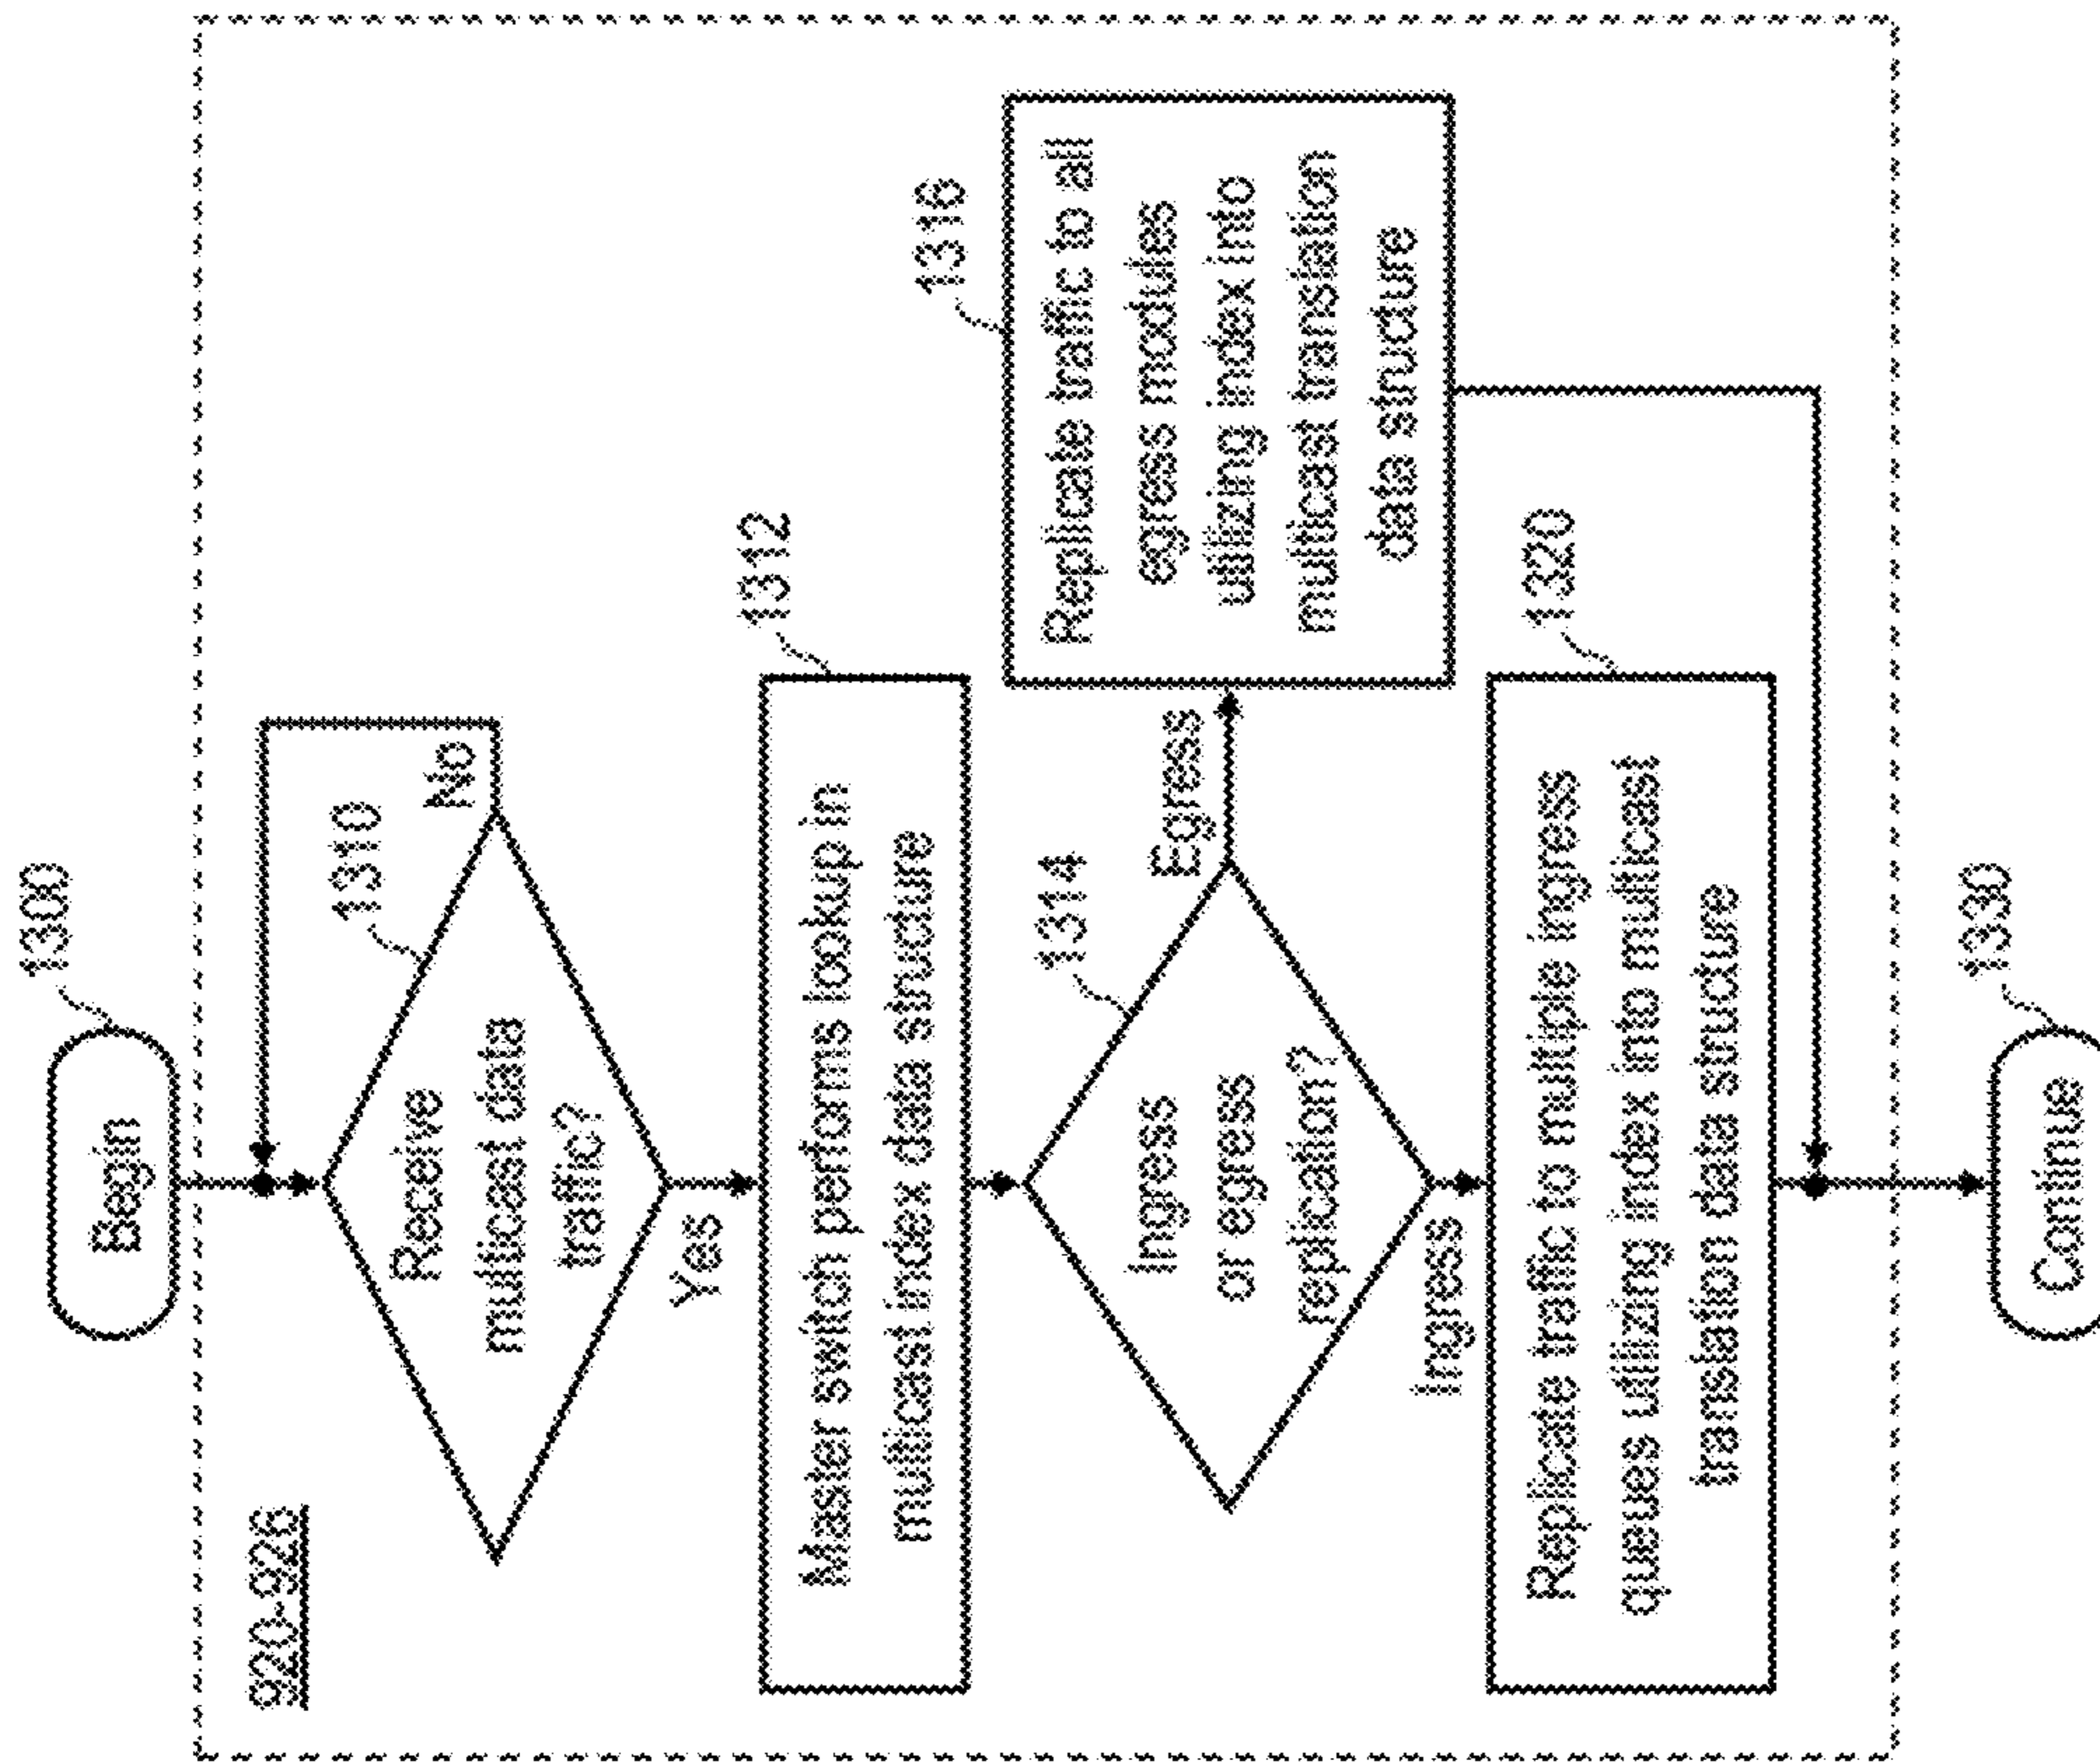 1300
Begin
920-926
1310
Receive
multicast data
traffic?
No
Yes
1312
Master switch performs lookup in
multicast index data structure
1314
Ingress
or egress
replication?
Egress
Ingress
1316
Replicate traffic to all
egress modules
utilizing index into
multicast translation
data structure
1320
Replicate traffic to multiple ingress
queues utilizing index into multicast
translation data structure
1330
Continue